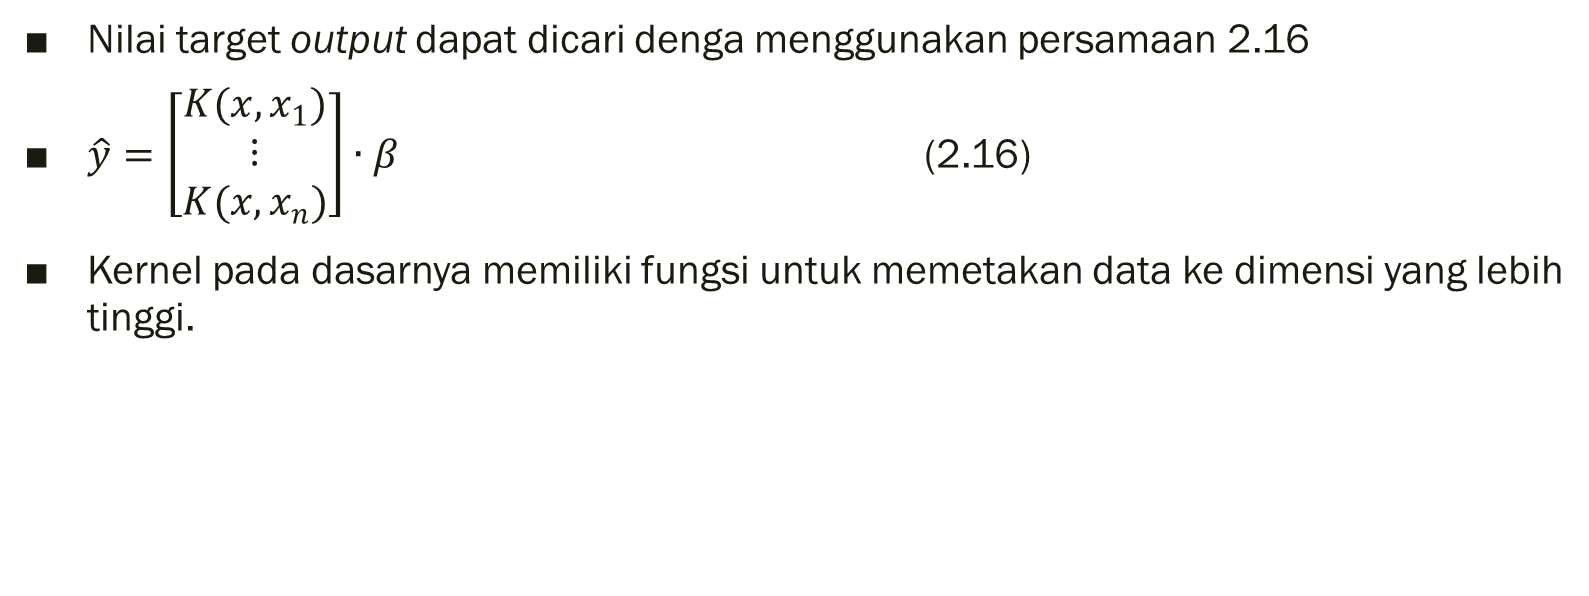 ■ Nilai target output dapat dicari denga menggunakan persamaan 2.16
■ ŷ = [K(x, x₁) ⋮ K(x, xₙ)] · β (2.16)
■ Kernel pada dasarnya memiliki fungsi untuk memetakan data ke dimensi yang lebih
tinggi.